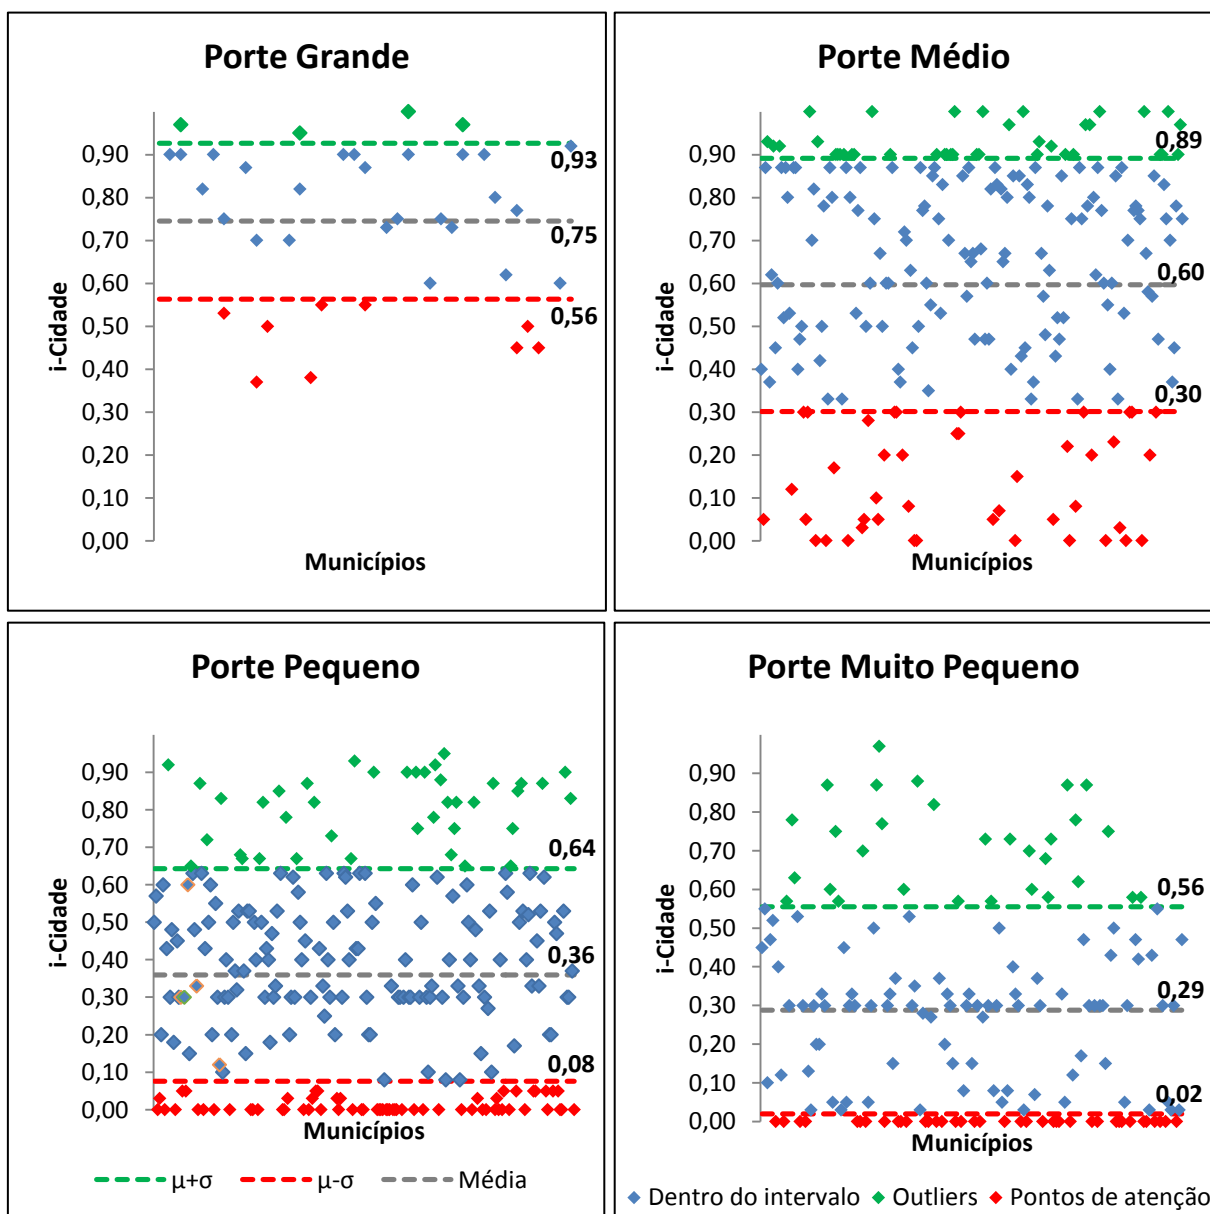 Porte Grande
i-Cidade
0,90
0,80
0,70
0,60
0,50
0,40
0,30
0,20
0,10
0,00
0,93
0,75
0,56
Municípios
Porte Médio
i-Cidade
0,90
0,80
0,70
0,60
0,50
0,40
0,30
0,20
0,10
0,00
0,89
0,60
0,30
Municípios
Porte Pequeno
i-Cidade
0,90
0,80
0,70
0,60
0,50
0,40
0,30
0,20
0,10
0,00
0,64
0,36
0,08
Municípios
μ+σ
μ-σ
Média
Porte Muito Pequeno
i-Cidade
0,90
0,80
0,70
0,60
0,50
0,40
0,30
0,20
0,10
0,00
0,56
0,29
0,02
Municípios
Dentro do intervalo
Outliers
Pontos de atenção